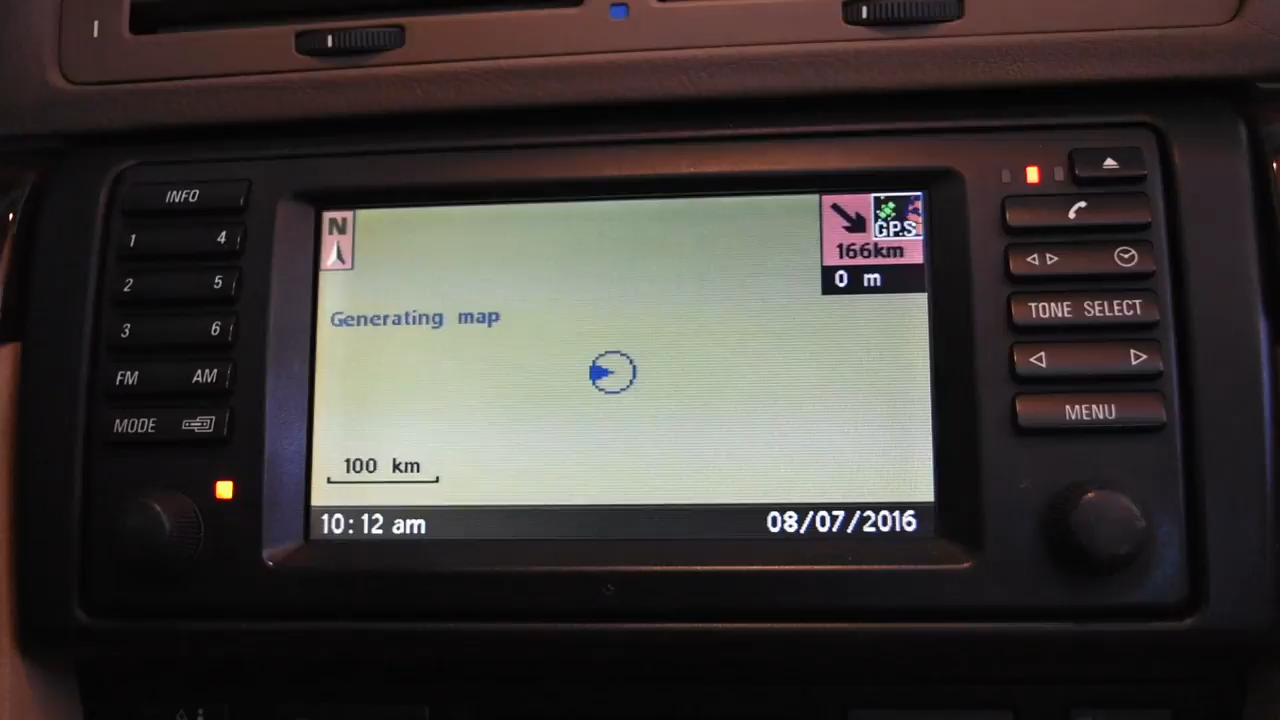 INFO
1 4
2 5
3 6
FM AM
MODE
N
GPS
166km
0 m
Generating map
100 km
10:12 am
08/07/2016
TONE SELECT
MENU